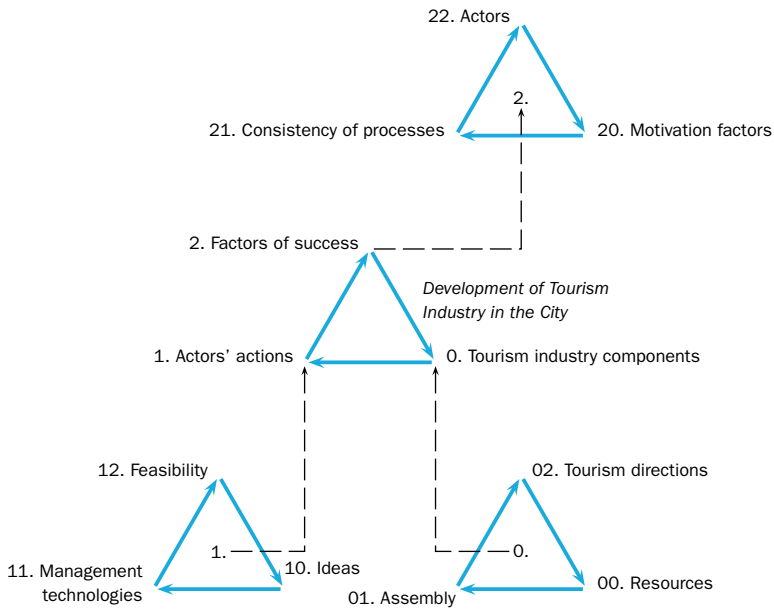 22. Actors
2.
21. Consistency of processes
20. Motivation factors
2. Factors of success
Development of Tourism
Industry in the City
1. Actors’ actions
0. Tourism industry components
12. Feasibility
02. Tourism directions
1.
0.
11. Management
technologies
10. Ideas
01. Assembly
00. Resources